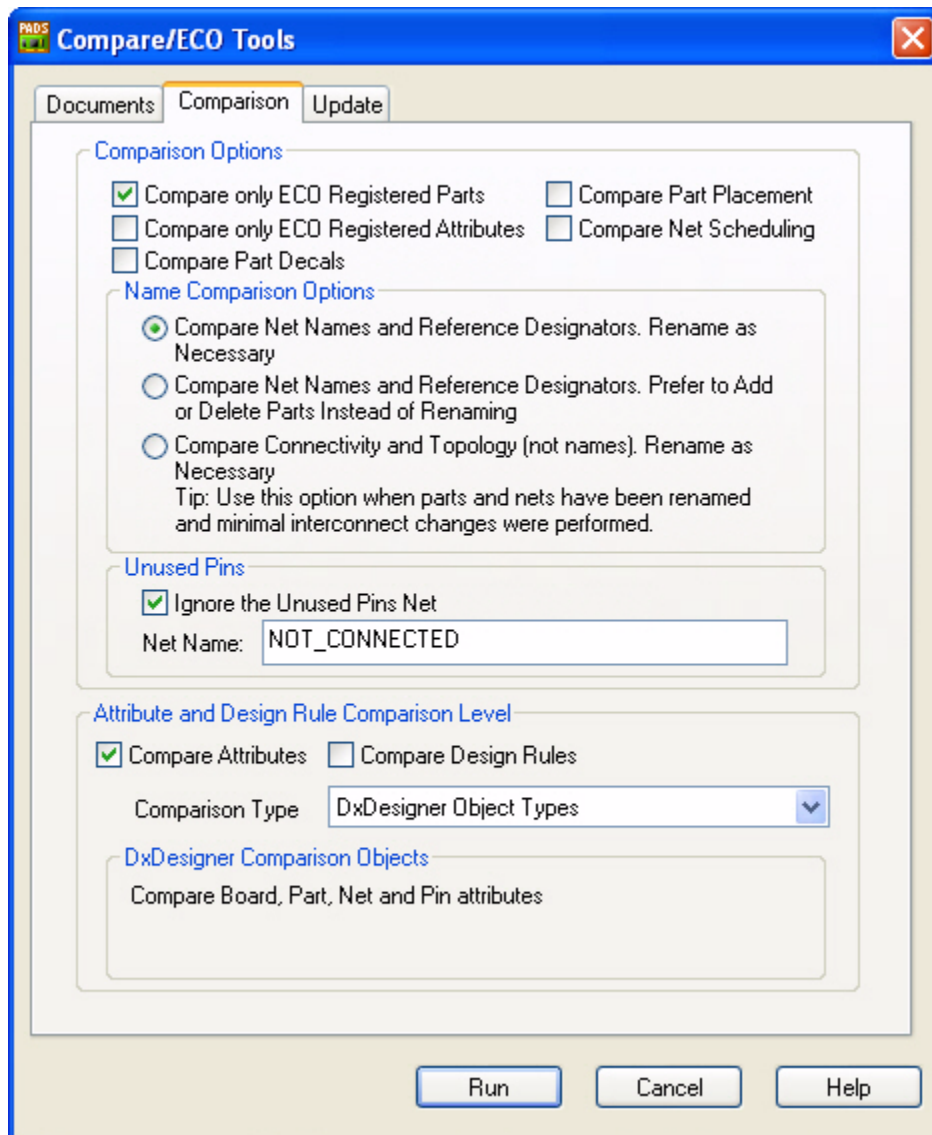 PADS
Compare/ECO Tools
Documents
Comparison
Update
Comparison Options
Compare only ECO Registered Parts
Compare Part Placement
Compare only ECO Registered Attributes
Compare Net Scheduling
Compare Part Decals
Name Comparison Options
Compare Net Names and Reference Designators. Rename as
Necessary
Compare Net Names and Reference Designators. Prefer to Add
or Delete Parts Instead of Renaming
Compare Connectivity and Topology (not names). Rename as
Necessary
Tip: Use this option when parts and nets have been renamed
and minimal interconnect changes were performed.
Unused Pins
Ignore the Unused Pins Net
Net Name: NOT_CONNECTED
Attribute and Design Rule Comparison Level
Compare Attributes
Compare Design Rules
Comparison Type DxDesigner Object Types
DxDesigner Comparison Objects
Compare Board, Part, Net and Pin attributes
Run
Cancel
Help